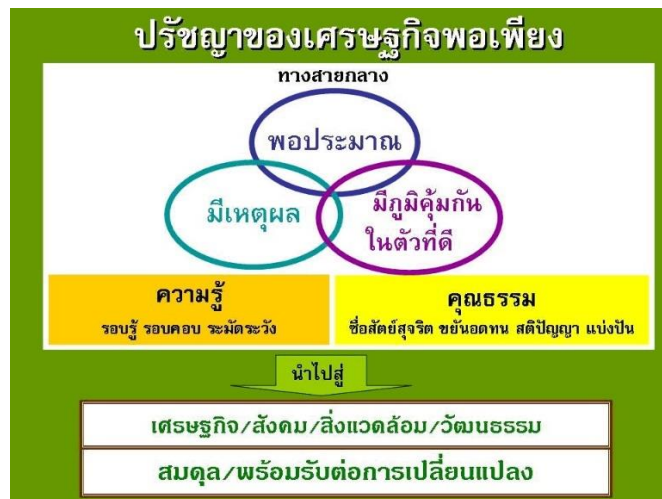 ปรัชญาของเศรษฐกิจพอเพียง
ทางสายกลาง
พอประมาณ
มีเหตุผล
มีภูมิคุ้มกัน
ในตัวที่ดี
ความรู้
รอบรู้ รอบคอบ ระมัดระวัง
คุณธรรม
ซื่อสัตย์สุจริต ขยันอดทน สติปัญญา แบ่งปัน
นำไปสู่
เศรษฐกิจ/สังคม/สิ่งแวดล้อม/วัฒนธรรม
สมดุล/พร้อมรับต่อการเปลี่ยนแปลง